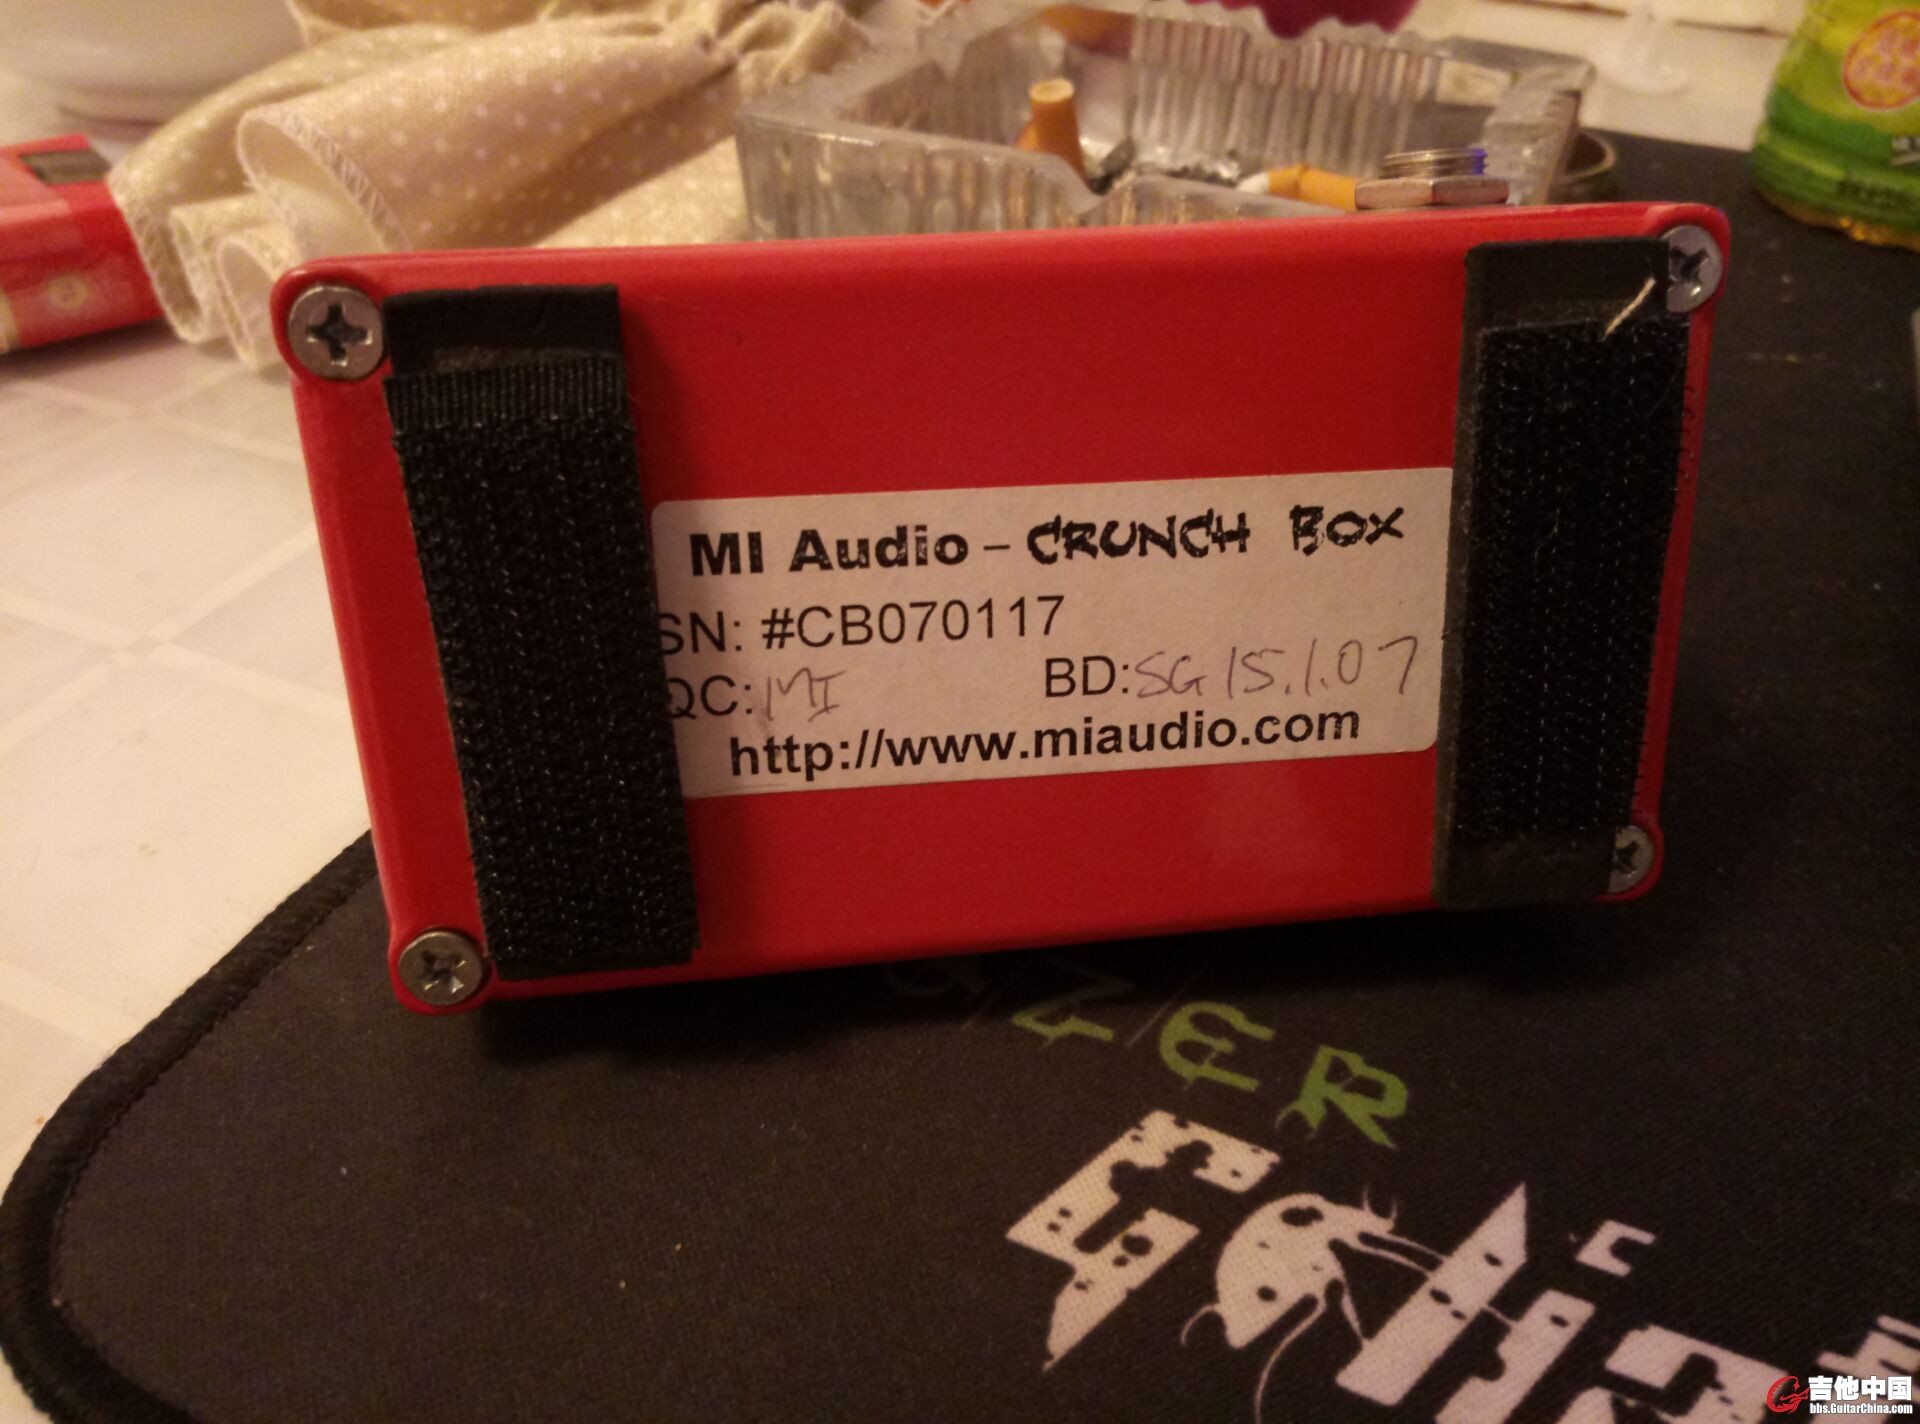 MI Audio – CRUNCH BOX
SN: #CB070117
QC: MI BD: SG 15.1.07
http://www.miaudio.com
ZER
吉他中国
bbs.GuitarChina.com